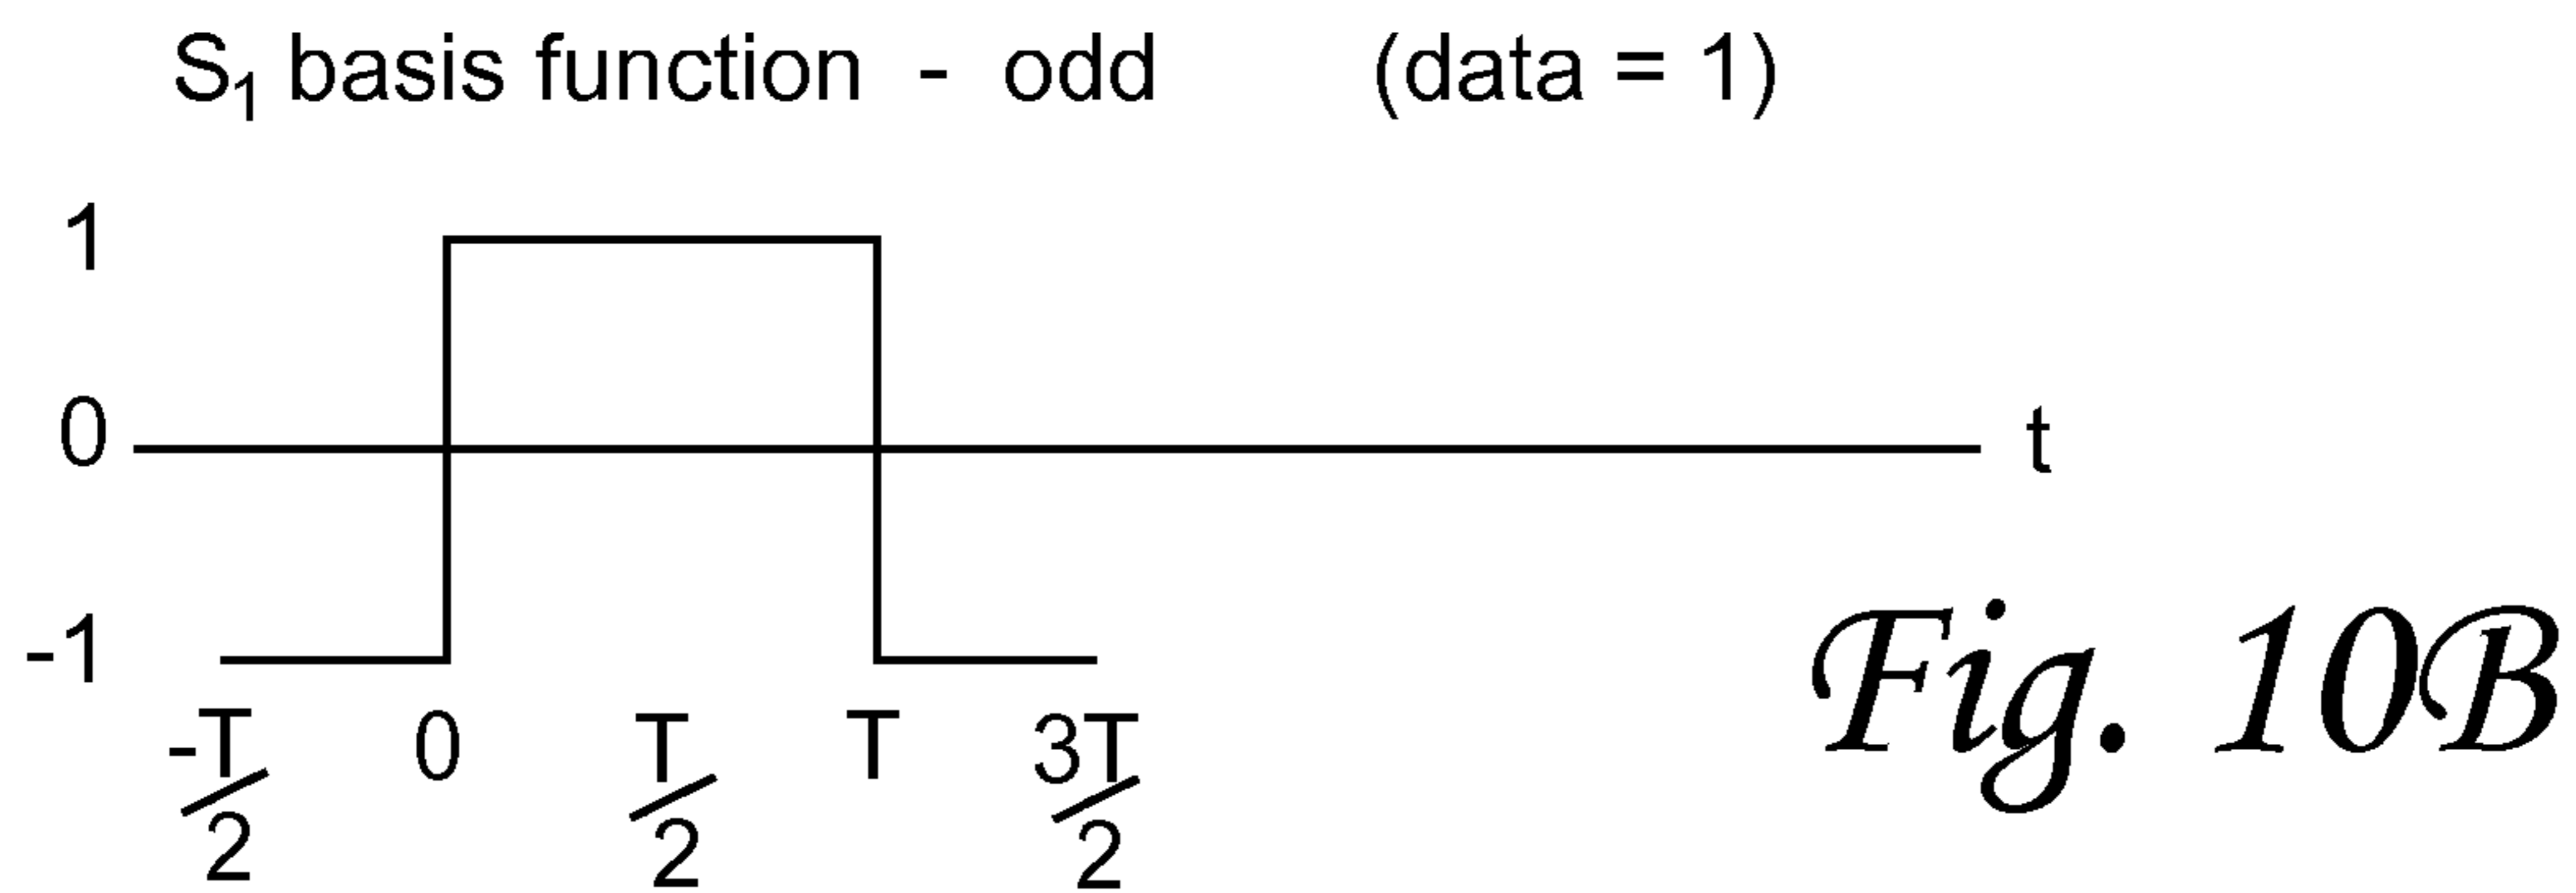 S₁ basis function - odd (data = 1)
1
0
t
-1
-T/2 0 T/2 T 3T/2
Fig. 10B